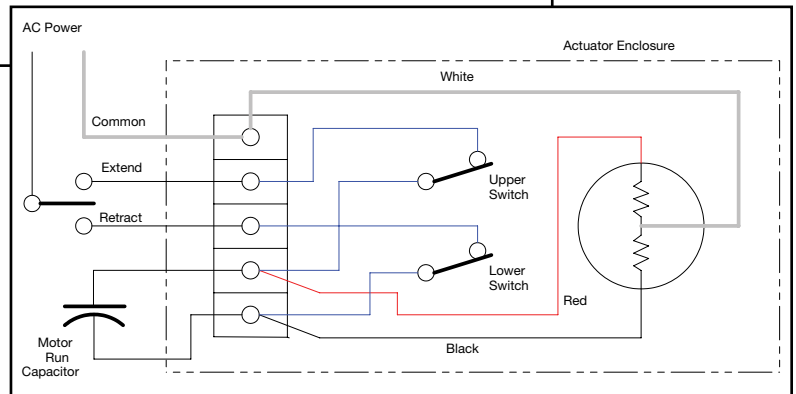 AC Power
Actuator Enclosure
White
Common
Extend
Upper
Switch
Retract
Lower
Switch
Red
Motor
Run
Capacitor
Black